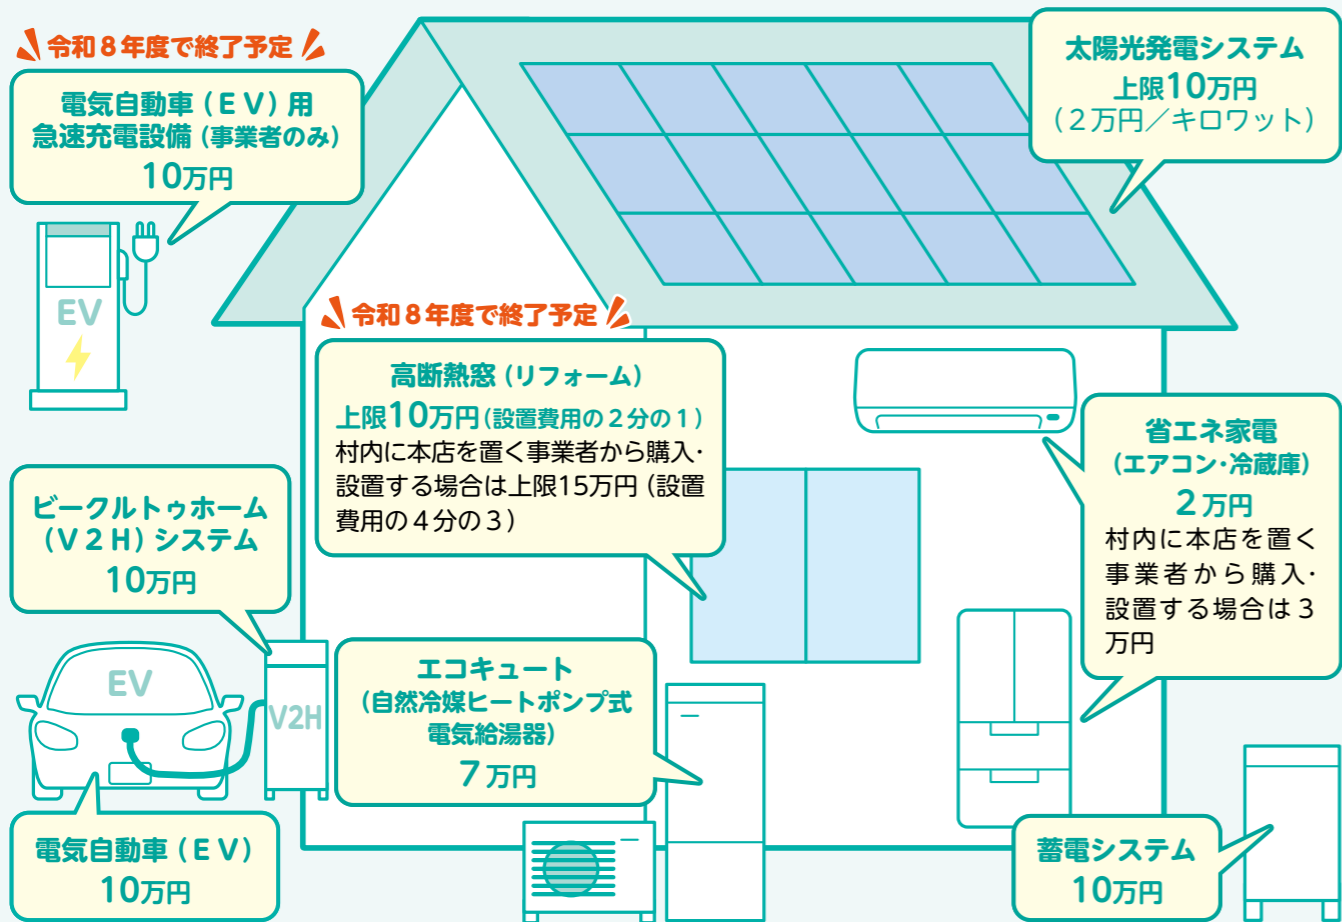 令和８年度で終了予定
電気自動車（ＥＶ）用
急速充電設備（事業者のみ）
10万円
EV
太陽光発電システム
上限10万円
（２万円／キロワット）
令和８年度で終了予定
高断熱窓（リフォーム）
上限10万円（設置費用の２分の１）
村内に本店を置く事業者から購入・
設置する場合は上限15万円（設置
費用の４分の３）
省エネ家電
（エアコン・冷蔵庫）
２万円
村内に本店を置く
事業者から購入・
設置する場合は３
万円
ビークルトゥホーム
（Ｖ２Ｈ）システム
10万円
EV
V2H
エコキュート
（自然冷媒ヒートポンプ式
電気給湯器）
７万円
電気自動車（ＥＶ）
10万円
蓄電システム
10万円